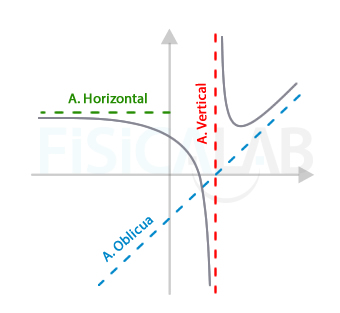 A. Horizontal
A. Vertical
FiSiCALAB
A. Oblicua